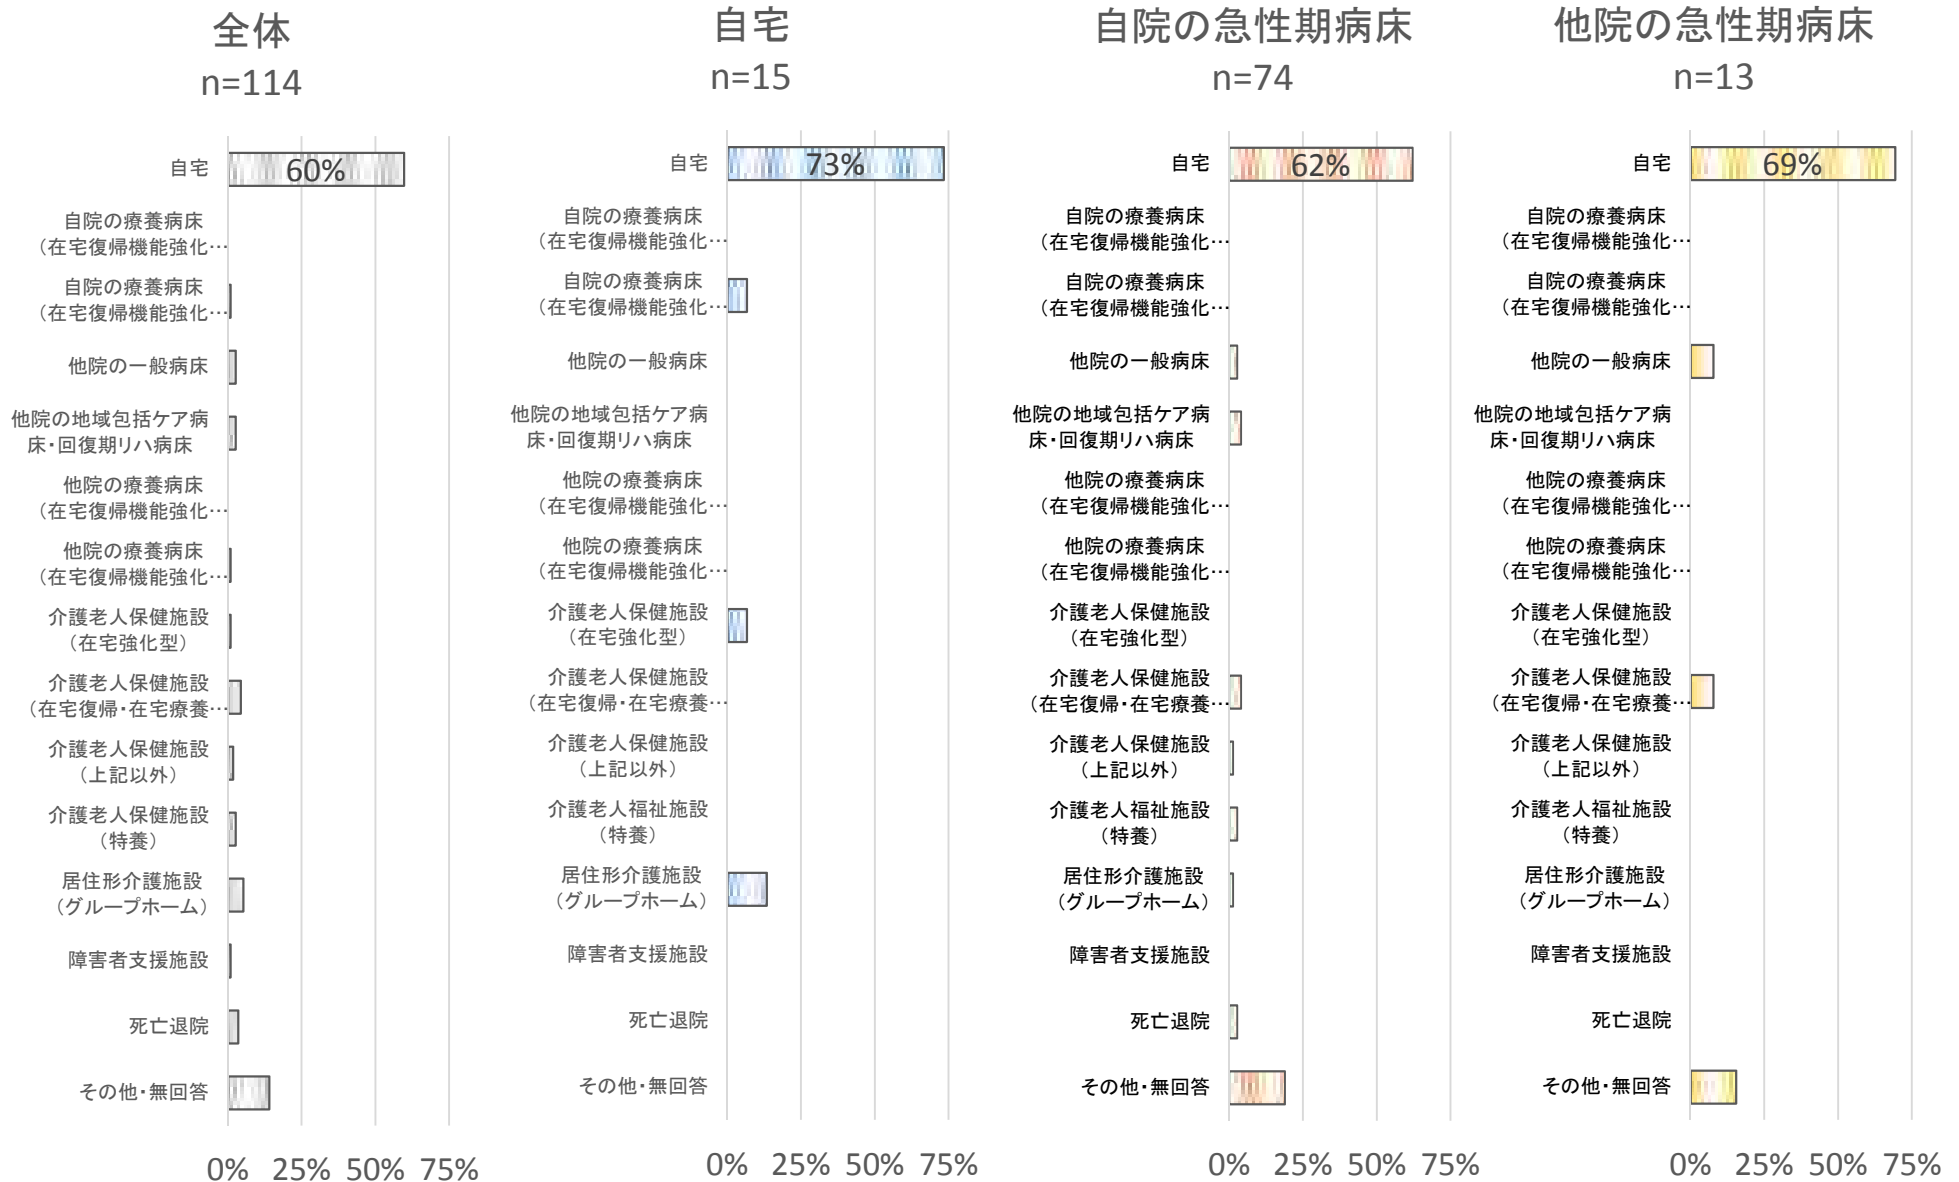 全体
n=114
自宅
60%
自院の療養病床
（在宅復帰機能強化…
自院の療養病床
（在宅復帰機能強化…
他院の一般病床
他院の地域包括ケア病
床・回復期リハ病床
他院の療養病床
（在宅復帰機能強化…
他院の療養病床
（在宅復帰機能強化…
介護老人保健施設
（在宅強化型）
介護老人保健施設
（在宅復帰・在宅療養…
介護老人保健施設
（上記以外）
介護老人保健施設
（特養）
居住形介護施設
（グループホーム）
障害者支援施設
死亡退院
その他・無回答
0% 25% 50% 75%
自宅
n=15
自宅
73%
自院の療養病床
（在宅復帰機能強化…
自院の療養病床
（在宅復帰機能強化…
他院の一般病床
他院の地域包括ケア病
床・回復期リハ病床
他院の療養病床
（在宅復帰機能強化…
他院の療養病床
（在宅復帰機能強化…
介護老人保健施設
（在宅強化型）
介護老人保健施設
（在宅復帰・在宅療養…
介護老人保健施設
（上記以外）
介護老人福祉施設
（特養）
居住形介護施設
（グループホーム）
障害者支援施設
死亡退院
その他・無回答
0% 25% 50% 75%
自院の急性期病床
n=74
自宅
62%
自院の療養病床
（在宅復帰機能強化…
自院の療養病床
（在宅復帰機能強化…
他院の一般病床
他院の地域包括ケア病
床・回復期リハ病床
他院の療養病床
（在宅復帰機能強化…
他院の療養病床
（在宅復帰機能強化…
介護老人保健施設
（在宅強化型）
介護老人保健施設
（在宅復帰・在宅療養…
介護老人保健施設
（上記以外）
介護老人福祉施設
（特養）
居住形介護施設
（グループホーム）
障害者支援施設
死亡退院
その他・無回答
0% 25% 50% 75%
他院の急性期病床
n=13
自宅
69%
自院の療養病床
（在宅復帰機能強化…
自院の療養病床
（在宅復帰機能強化…
他院の一般病床
他院の地域包括ケア病
床・回復期リハ病床
他院の療養病床
（在宅復帰機能強化…
他院の療養病床
（在宅復帰機能強化…
介護老人保健施設
（在宅強化型）
介護老人保健施設
（在宅復帰・在宅療養…
介護老人保健施設
（上記以外）
介護老人福祉施設
（特養）
居住形介護施設
（グループホーム）
障害者支援施設
死亡退院
その他・無回答
0% 25% 50% 75%